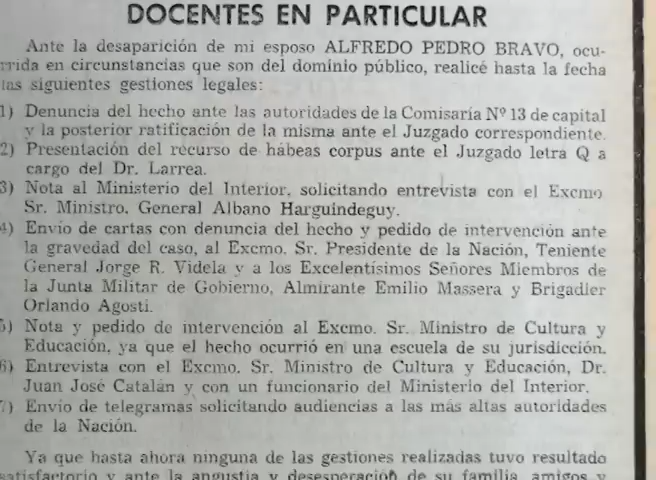 DOCENTES EN PARTICULAR
Ante la desaparición de mi esposo ALFREDO PEDRO BRAVO, ocu-
rrida en circunstancias que son del dominio público, realicé hasta la fecha
las siguientes gestiones legales:
1) Denuncia del hecho ante las autoridades de la Comisaría Nº 13 de capital
y la posterior ratificación de la misma ante el Juzgado correspondiente.
2) Presentación del recurso de hábeas corpus ante el Juzgado letra Q a
cargo del Dr. Larrea.
3) Nota al Ministerio del Interior, solicitando entrevista con el Excmo
Sr. Ministro, General Albano Harguindeguy.
4) Envío de cartas con denuncia del hecho y pedido de intervención ante
la gravedad del caso, al Excmo. Sr. Presidente de la Nación, Teniente
General Jorge R. Videla y a los Excelentísimos Señores Miembros de
la Junta Militar de Gobierno, Almirante Emilio Massera y Brigadier
Orlando Agosti.
5) Nota y pedido de intervención al Excmo. Sr. Ministro de Cultura y
Educación, ya que el hecho ocurrió en una escuela de su jurisdicción.
6) Entrevista con el Excmo. Sr. Ministro de Cultura y Educación, Dr.
Juan José Catalán y con un funcionario del Ministerio del Interior.
7) Envío de telegramas solicitando audiencias a las más altas autoridades
de la Nación.
Ya que hasta ahora ninguna de las gestiones realizadas tuvo resultado
satisfactorio y ante la angustia y desesperación de su familia, amigos y